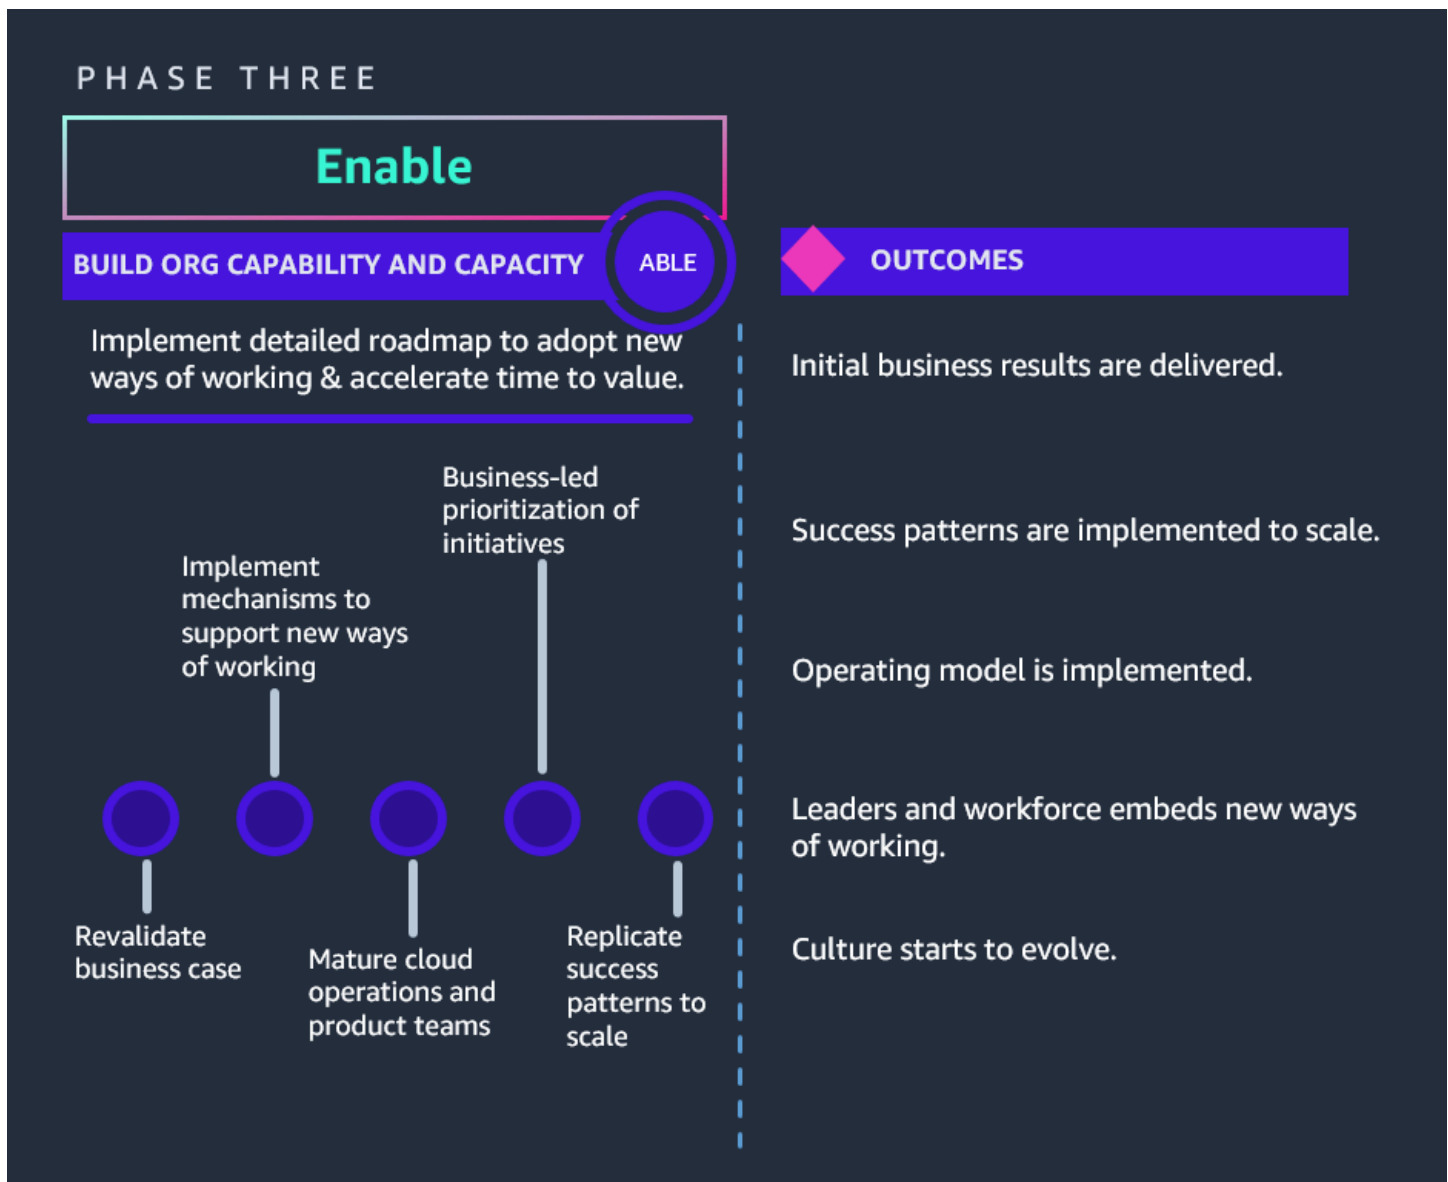 PHASE THREE
Enable
BUILD ORG CAPABILITY AND CAPACITY
ABLE
Implement detailed roadmap to adopt new
ways of working & accelerate time to value.
Revalidate
business case
Implement
mechanisms to
support new ways
of working
Mature cloud
operations and
product teams
Business-led
prioritization of
initiatives
Replicate
success
patterns to
scale
OUTCOMES
Initial business results are delivered.
Success patterns are implemented to scale.
Operating model is implemented.
Leaders and workforce embeds new ways
of working.
Culture starts to evolve.